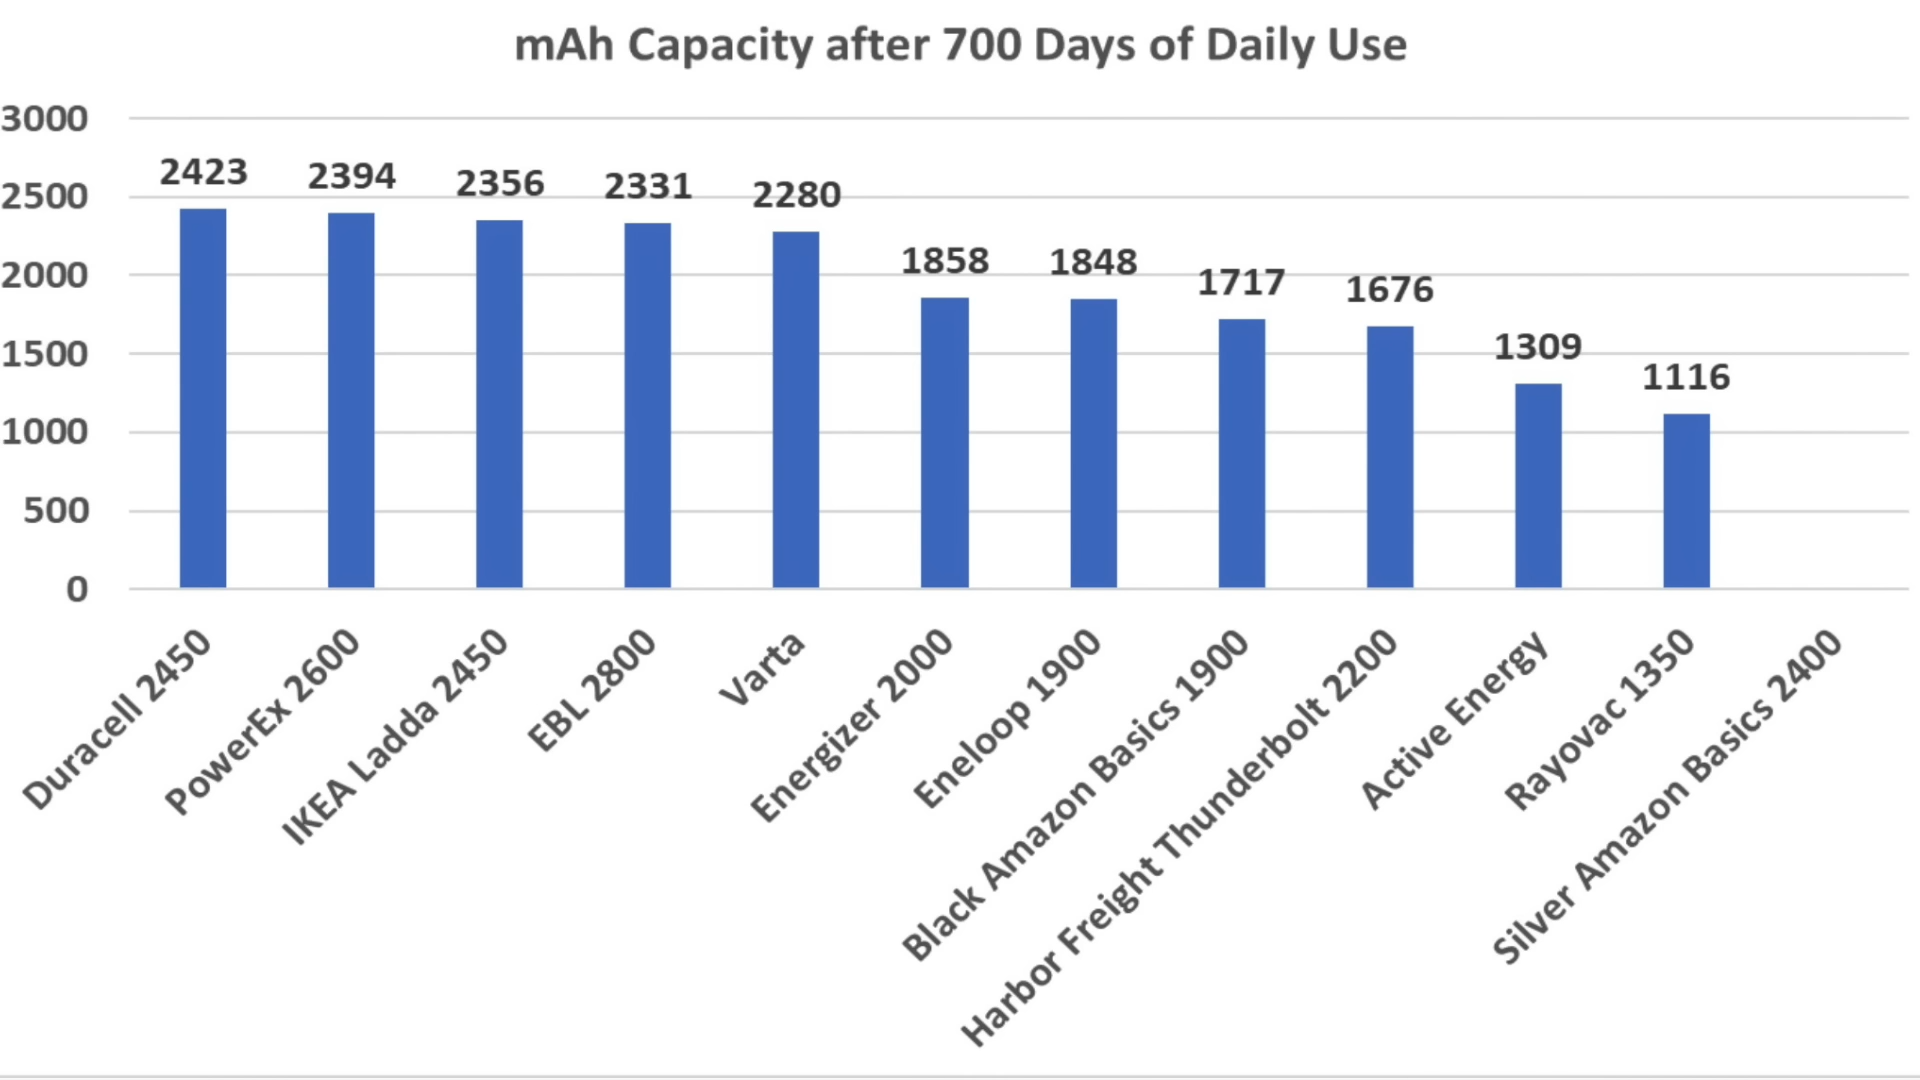 mAh Capacity after 700 Days of Daily Use
3000
2500
2000
1500
1000
500
0
2423
2394
2356
2331
2280
1858
1848
1717
1676
1309
1116
Duracell 2450
PowerEx 2600
IKEA Ladda 2450
EBL 2800
Varta
Energizer 2000
Eneloop 1900
Black Amazon Basics 1900
Harbor Freight Thunderbolt 2200
Active Energy
Rayovac 1350
Silver Amazon Basics 2400